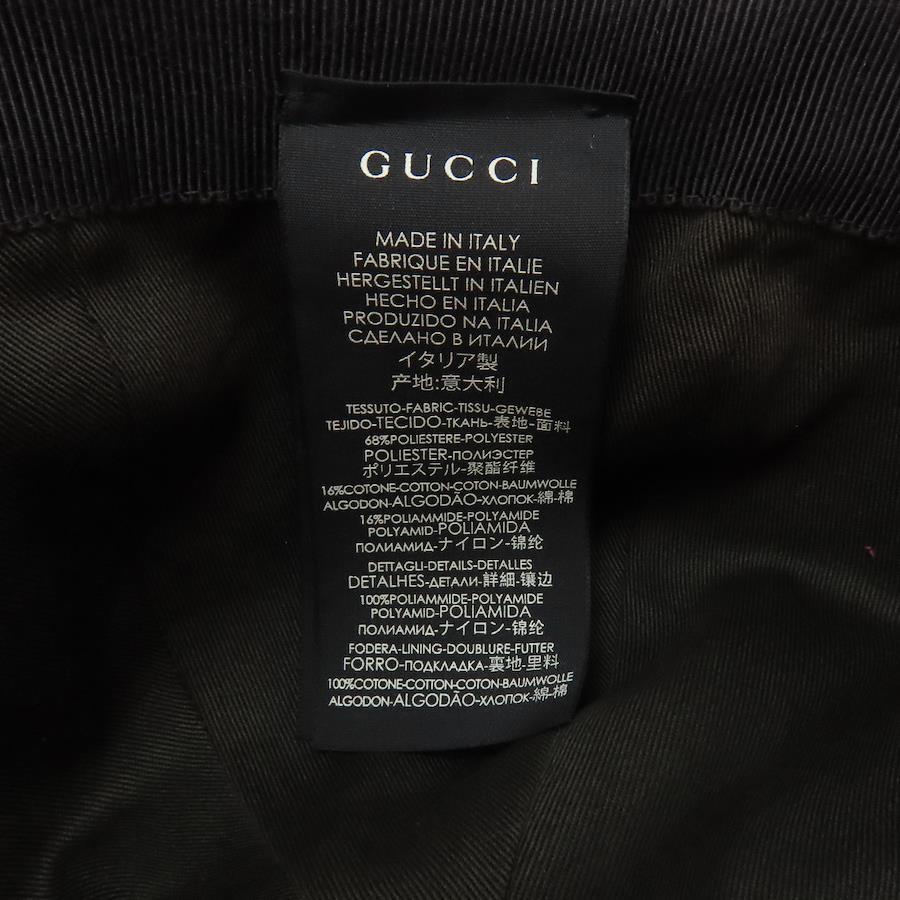 GUCCI
MADE IN ITALY
FABRIQUE EN ITALIE
HERGESTELLT IN ITALIEN
HECHO EN ITALIA
PRODUZIDO NA ITALIA
СДЕЛАНО В ИТАЛИИ
イタリア製
产地:意大利
TESSUTO-FABRIC-TISSU-GEWEBE
TEJIDO-TECIDO-ТКАНЬ-表地-面料
68%POLIESTERE-POLYESTER
POLIESTER-ПОЛИЭСТЕР
ポリエステル-聚酯纤维
16%COTONE-COTTON-COTON-BAUMWOLLE
ALGODON-ALGODÃO-ХЛОПОК-綿-棉
16%POLIAMMIDE-POLYAMIDE
POLYAMID-POLIAMIDA
ПОЛИАМИД-ナイロン-锦纶
DETTAGLI-DETAILS-DETALLES
DETALHES-ДЕТАЛИ-詳細-镶边
100%POLIAMMIDE-POLYAMIDE
POLYAMID-POLIAMIDA
ПОЛИАМИД-ナイロン-锦纶
FODERA-LINING-DOUBLURE-FUTTER
FORRO-ПОДКЛАДКА-裏地-里料
100%COTONE-COTTON-COTON-BAUMWOLLE
ALGODON-ALGODÃO-ХЛОПОК-綿-棉